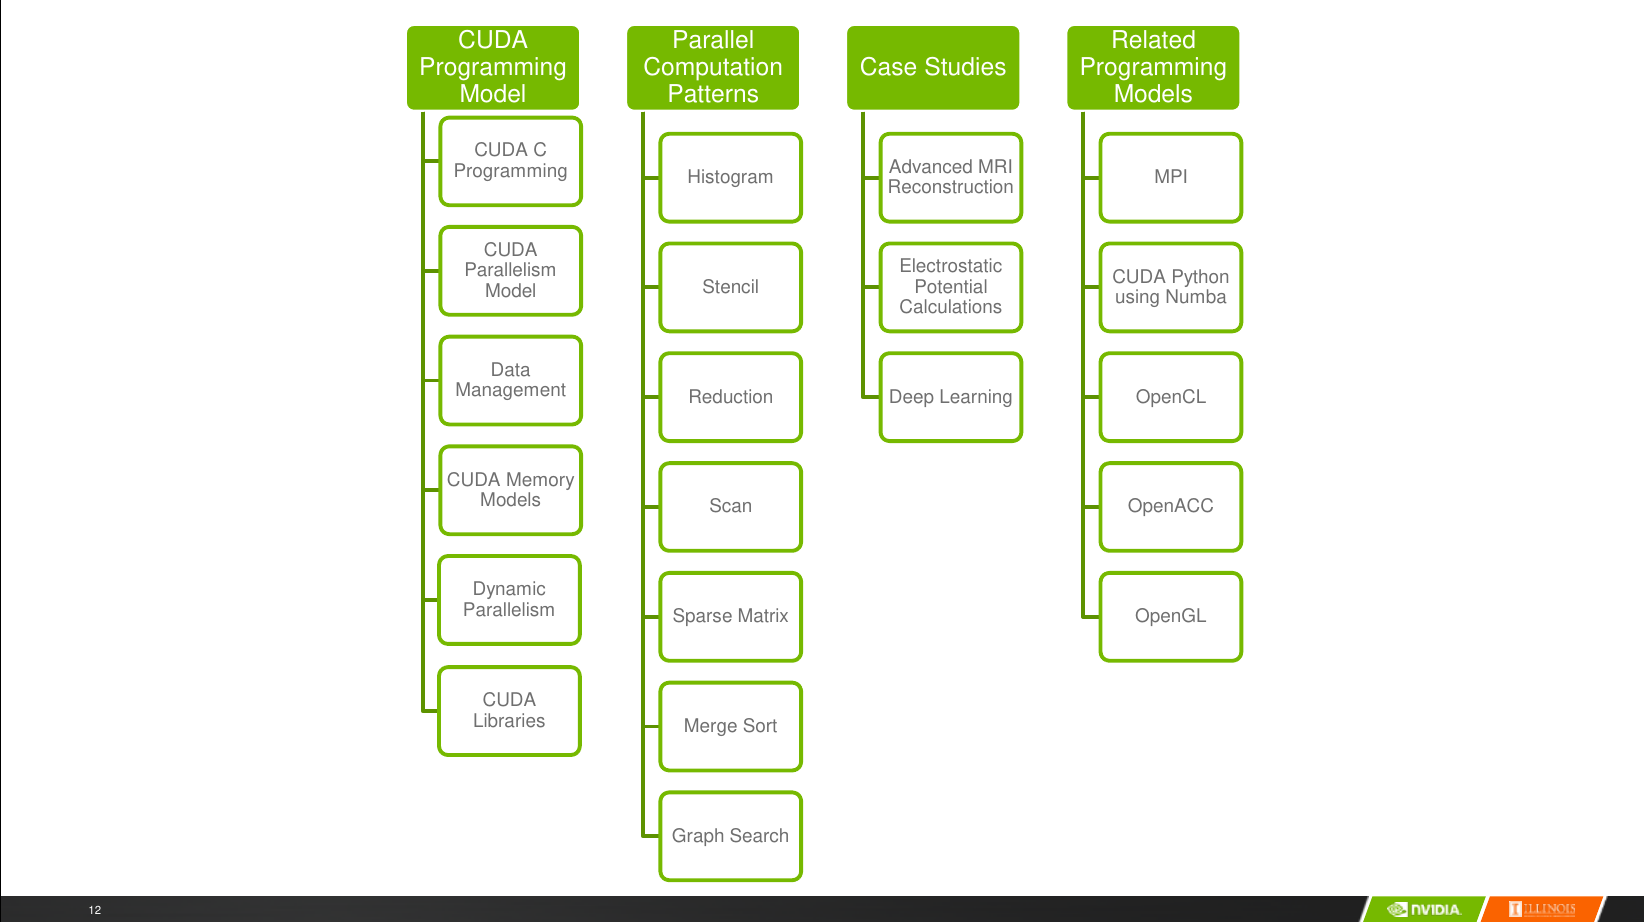 CUDA
Programming
Model
CUDA C
Programming
CUDA
Parallelism
Model
Data
Management
CUDA Memory
Models
Dynamic
Parallelism
CUDA
Libraries
Parallel
Computation
Patterns
Histogram
Stencil
Reduction
Scan
Sparse Matrix
Merge Sort
Graph Search
Case Studies
Advanced MRI
Reconstruction
Electrostatic
Potential
Calculations
Deep Learning
Related
Programming
Models
MPI
CUDA Python
using Numba
OpenCL
OpenACC
OpenGL
12
NVIDIA
I ILLINOIS